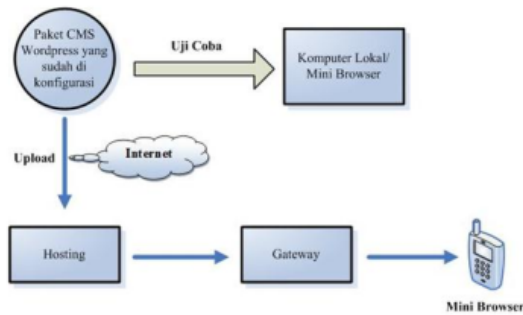 Paket CMS
Wordpress yang
sudah di
konfigurasi
Uji Coba
Komputer Lokal/
Mini Browser
Upload
Internet
Hosting
Gateway
Mini Browser